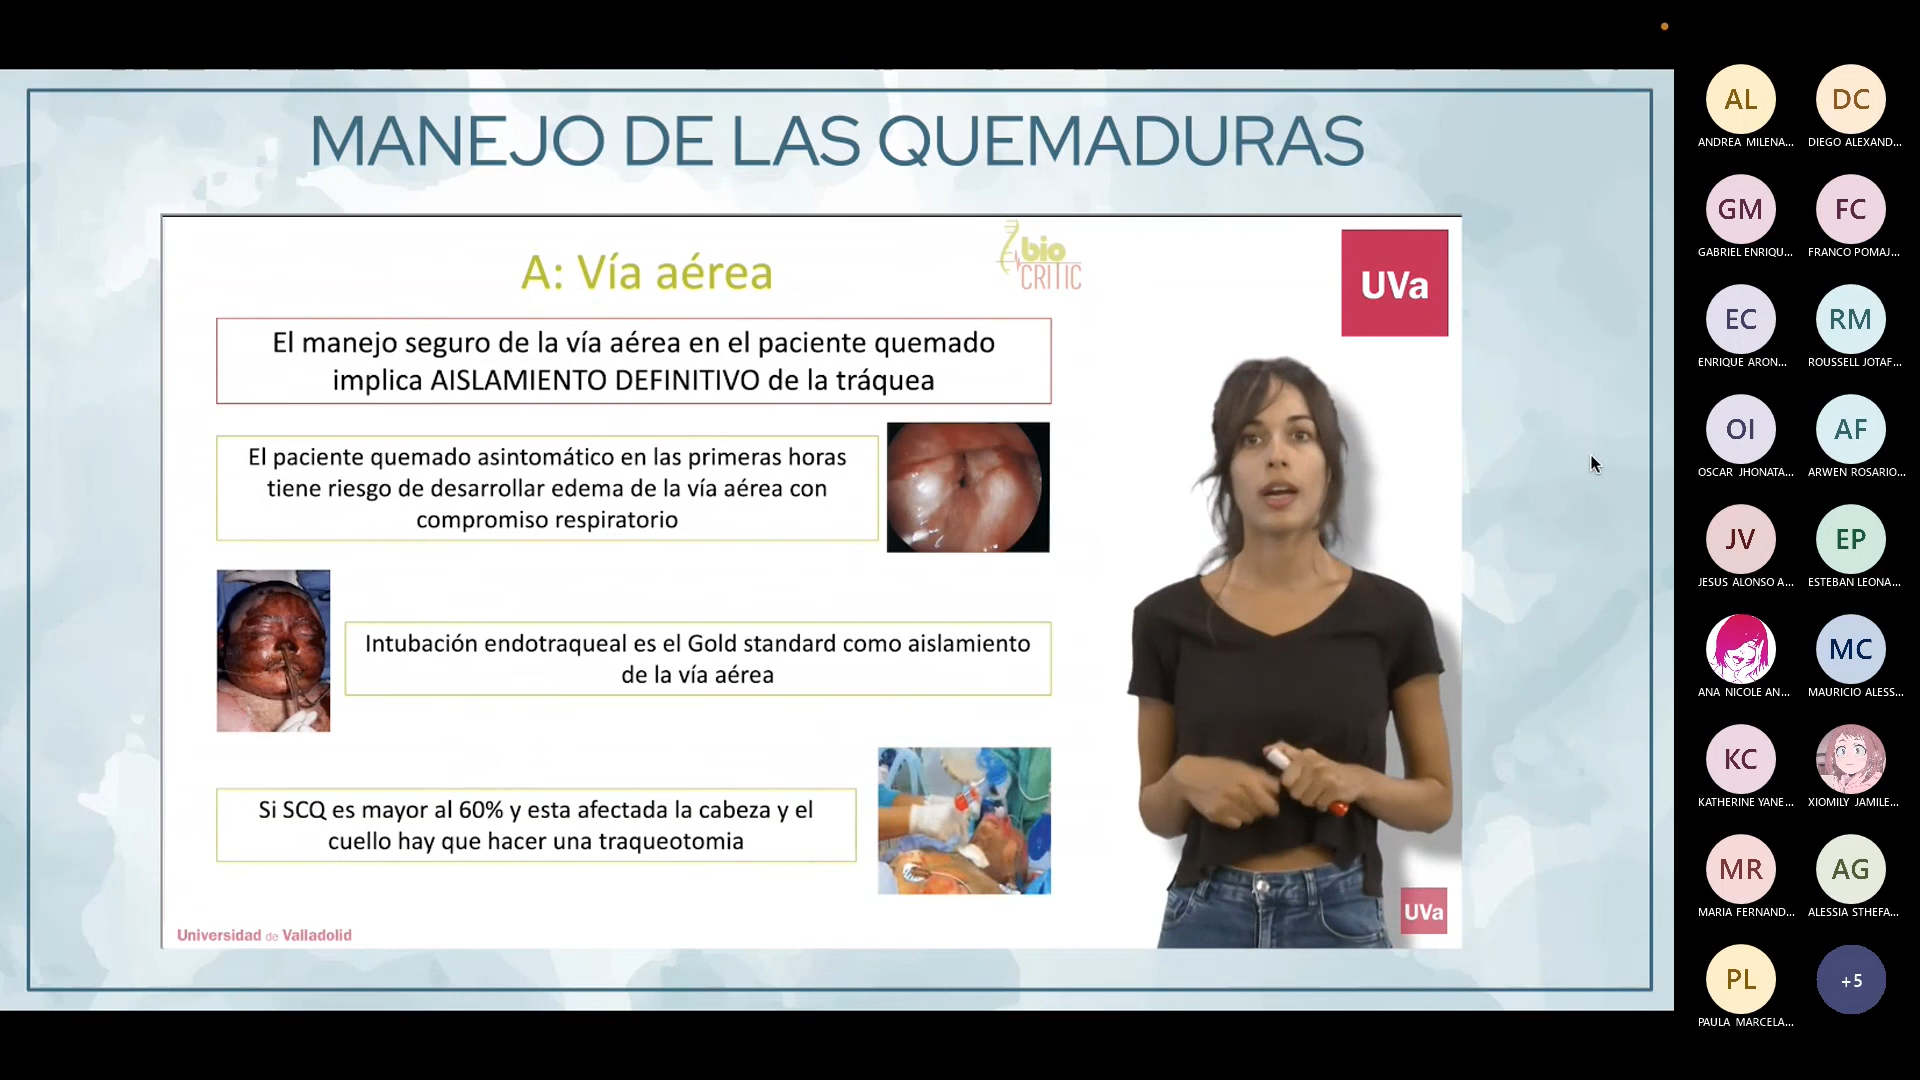 MANEJO DE LAS QUEMADURAS
bio
CRITIC
UVa
A: Vía aérea
El manejo seguro de la vía aérea en el paciente quemado
implica AISLAMIENTO DEFINITIVO de la tráquea
El paciente quemado asintomático en las primeras horas
tiene riesgo de desarrollar edema de la vía aérea con
compromiso respiratorio
Intubación endotraqueal es el Gold standard como aislamiento
de la vía aérea
Si SCQ es mayor al 60% y esta afectada la cabeza y el
cuello hay que hacer una traqueotomia
UVa
Universidad de Valladolid
AL
ANDREA MILENA...
DC
DIEGO ALEXAND...
GM
GABRIEL ENRIQU...
FC
FRANCO POMAJ...
EC
ENRIQUE ARON...
RM
ROUSSELL JOTAF...
OI
OSCAR JHONATA...
AF
ARWEN ROSARIO...
JV
JESUS ALONSO A...
EP
ESTEBAN LEONA...
ANA NICOLE AN...
MC
MAURICIO ALESS...
KC
KATHERINE YANE...
XIOMILY JAMILE...
MR
MARIA FERNAND...
AG
ALESSIA STHEFA...
PL
PAULA MARCELA...
+5